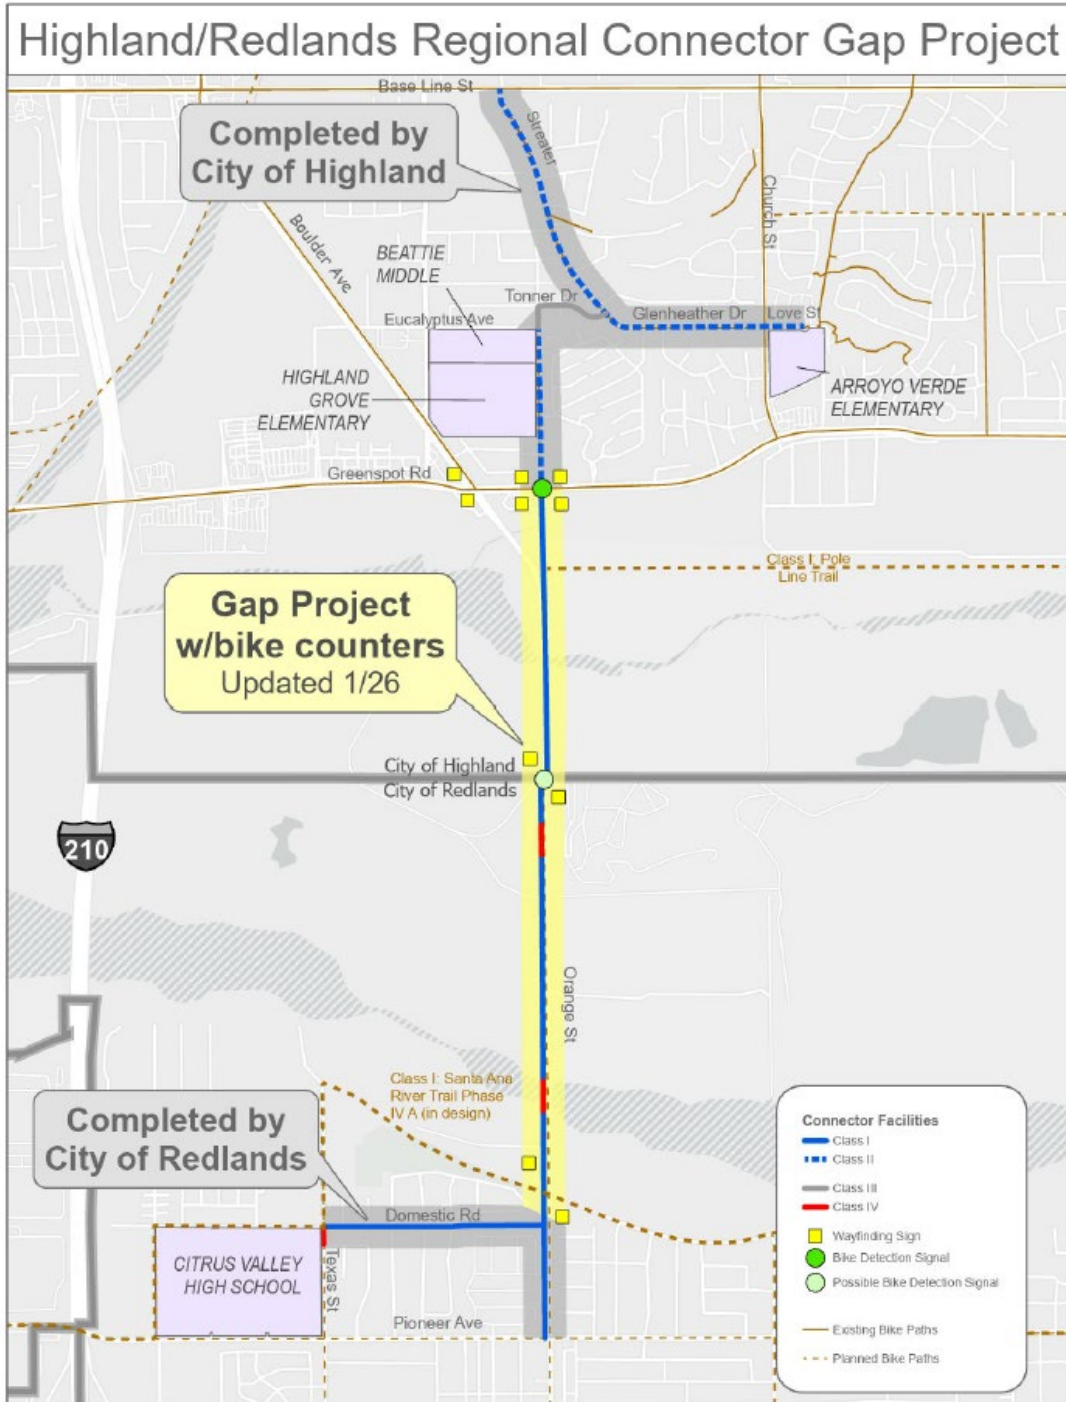 Highland/Redlands Regional Connector Gap Project
Base Line St
Completed by
City of Highland
Streater
Church St
Boulder Ave
BEATTIE
MIDDLE
Tonner Dr
Eucalyptus Ave
Glenheather Dr
Love St
HIGHLAND
GROVE
ELEMENTARY
ARROYO VERDE
ELEMENTARY
Greenspot Rd
Class I: Pole
Line Trail
Gap Project
w/bike counters
Updated 1/26
City of Highland
City of Redlands
210
Orange St
Class I: Santa Ana
River Trail Phase
IV A (in design)
Completed by
City of Redlands
Domestic Rd
CITRUS VALLEY
HIGH SCHOOL
Texas St
Pioneer Ave
Connector Facilities
Class I
Class II
Class III
Class IV
Wayfinding Sign
Bike Detection Signal
Possible Bike Detection Signal
Existing Bike Paths
Planned Bike Paths